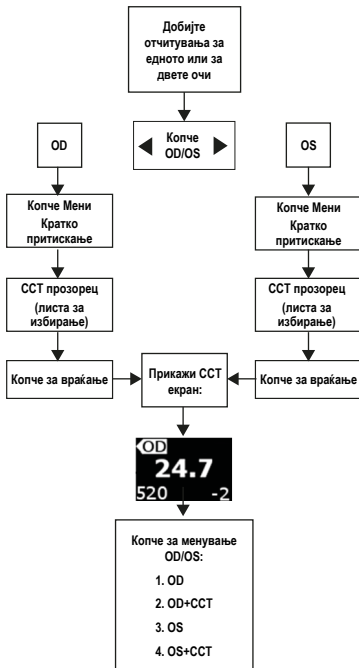 Добијте
отчитувања за
едното или за
двете очи
Копче
OD/OS
OD
Копче Мени
Кратко
притискање
ССТ прозорец
(листа за
избирање)
Копче за враќање
OS
Копче Мени
Кратко
притискање
ССТ прозорец
(листа за
избирање)
Копче за враќање
Прикажи ССТ
екран:
OD
24.7
520 -2
Копче за менување
OD/OS:
1. OD
2. OD+CCT
3. OS
4. OS+CCT